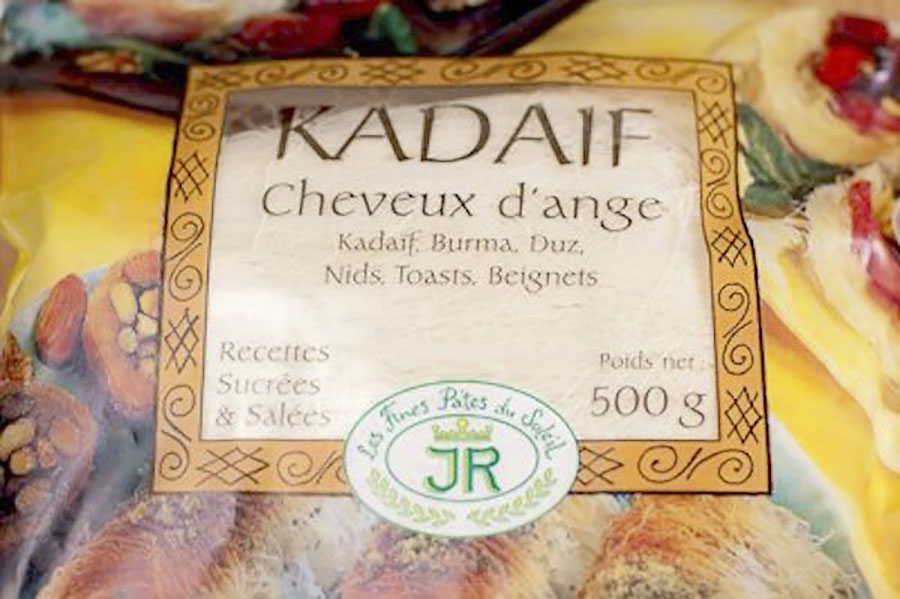 KADAIF
Cheveux d'ange
Kadaïf, Burma, Duz,
Nids, Toasts, Beignets
Recettes
Sucrées
& Salées
Poids net :
500 g
Les Fines Pâtes du Soleil
JR